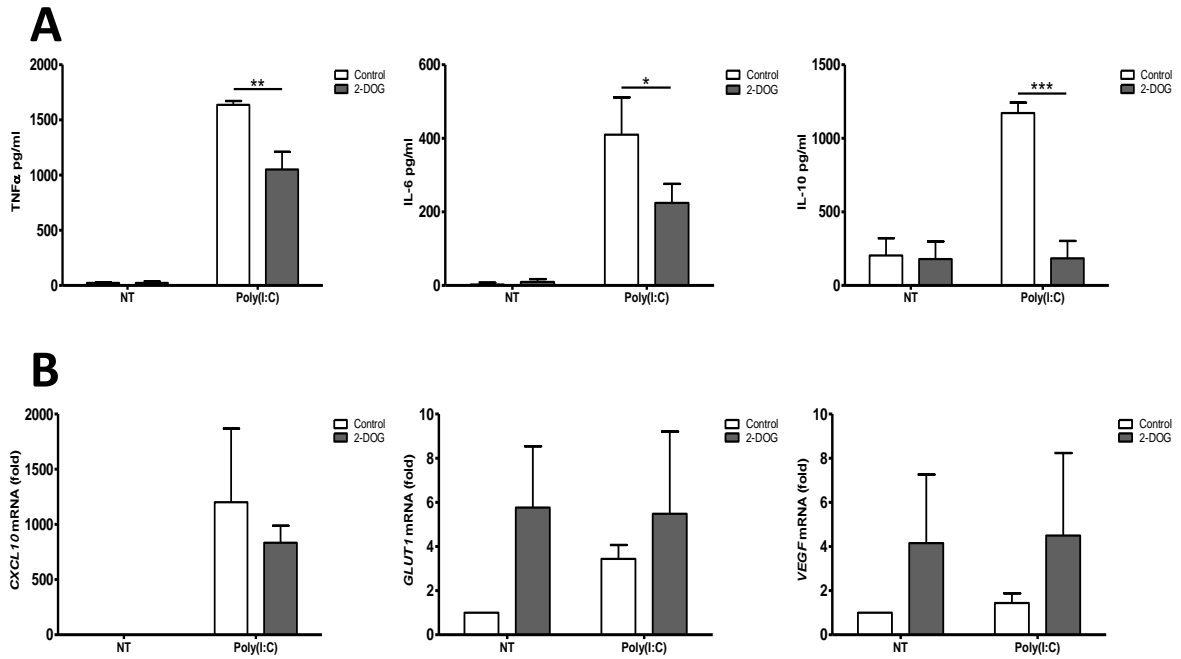 A
TNFα pg/ml
2000
1500
1000
500
0
NT
Poly(I:C)
**
Control
2-DOG
IL-6 pg/ml
600
400
200
0
NT
Poly(I:C)
*
Control
2-DOG
IL-10 pg/ml
1500
1000
500
0
NT
Poly(I:C)
***
Control
2-DOG
B
CXCL10 mRNA (fold)
2000
1500
1000
500
0
NT
Poly(I:C)
Control
2-DOG
GLUT1 mRNA (fold)
10
8
6
4
2
0
NT
Poly(I:C)
Control
2-DOG
VEGF mRNA (fold)
10
8
6
4
2
0
NT
Poly(I:C)
Control
2-DOG